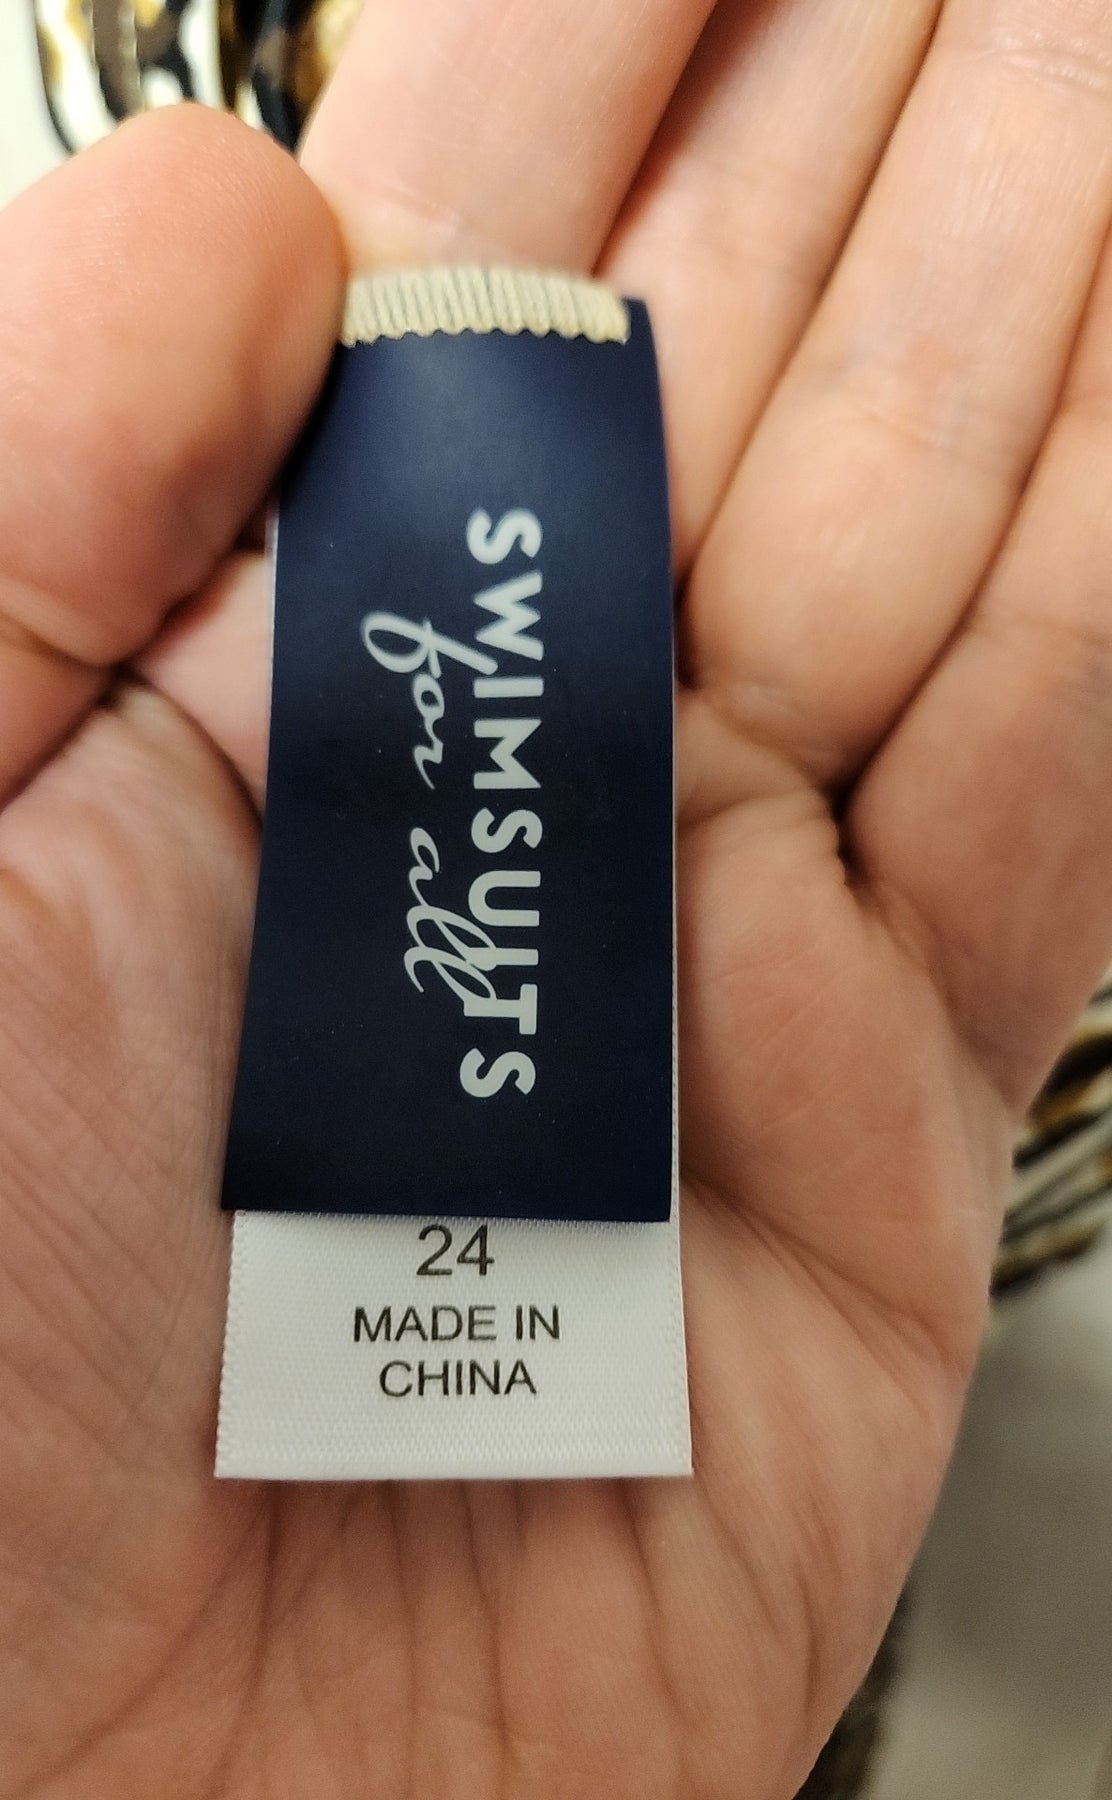 SWIMSUITS
for all
24
MADE IN
CHINA